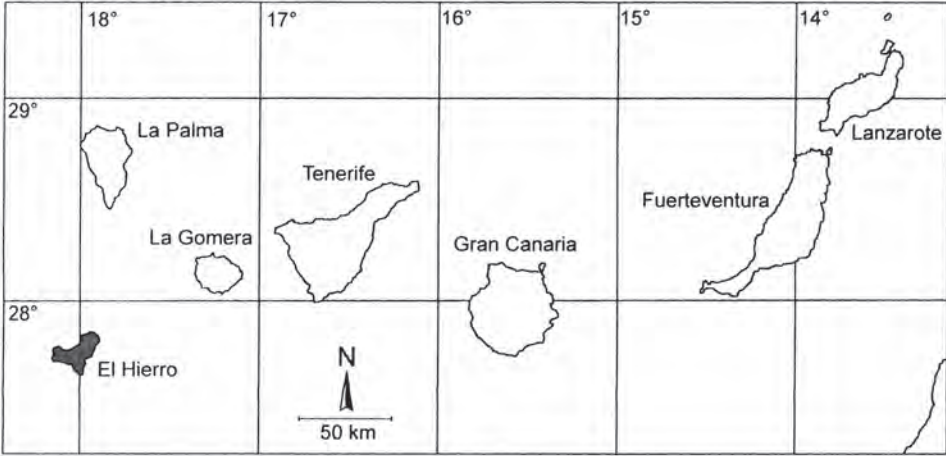 18°
17°
16°
15°
14°
29°
La Palma
Lanzarote
Tenerife
Fuerteventura
La Gomera
Gran Canaria
28°
El Hierro
N
50 km